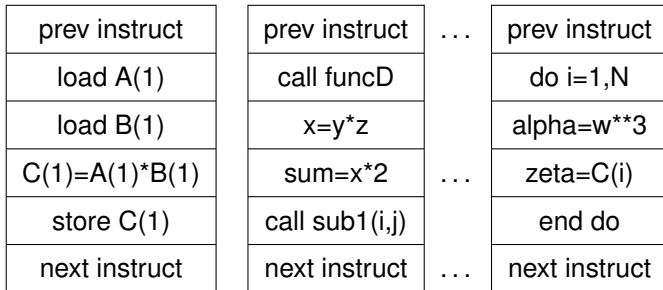 prev instruct prev instruct ... prev instruct
load A(1) call funcD do i=1,N
load B(1) x=y*z alpha=w**3
C(1)=A(1)*B(1) sum=x*2 ... zeta=C(i)
store C(1) call sub1(i,j) end do
next instruct next instruct ... next instruct